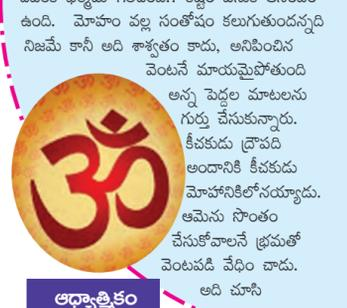 ఉంది. మోహం వల్ల సంతోషం కలుగుతుందన్నది
నిజమే కానీ అది శాశ్వతం కాదు, అనిపించిన
వెంటనే మాయమైపోతుంది
అన్న పెద్దల మాటలను
గుర్తు చేసుకున్నారు.
కీచకుడు ద్రౌపది
అందానికి కీచకుడు
మోహానికిలోనయ్యాడు.
ఆమెను సొంతం
చేసుకోవాలనే భ్రమతో
వెంటపడి వేధిం చాడు.
అది చూసి
ॐ
ఆధ్యాత్మికం